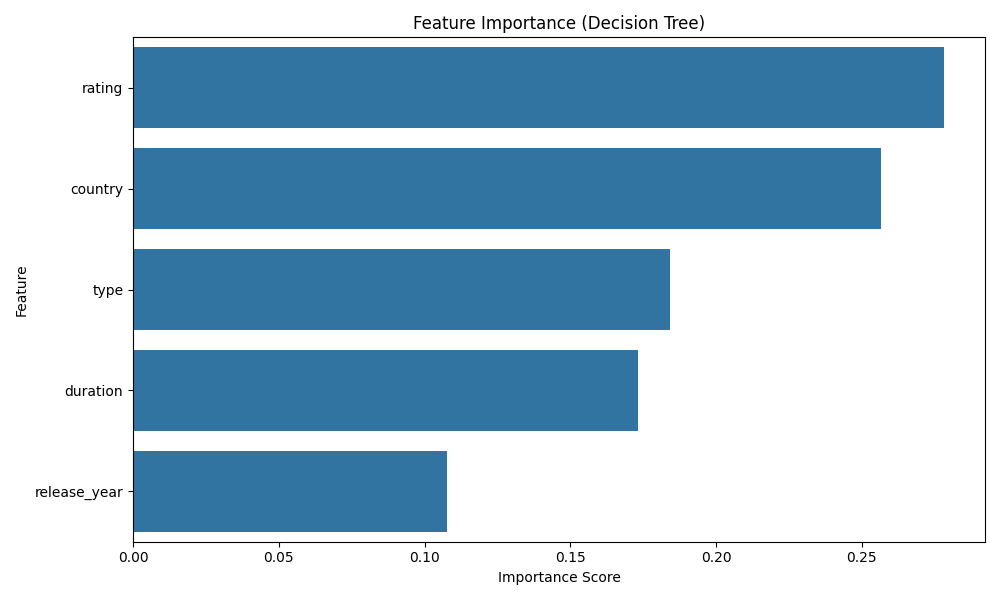 Feature Importance (Decision Tree)
Feature
rating
country
type
duration
release_year
0.00 0.05 0.10 0.15 0.20 0.25
Importance Score